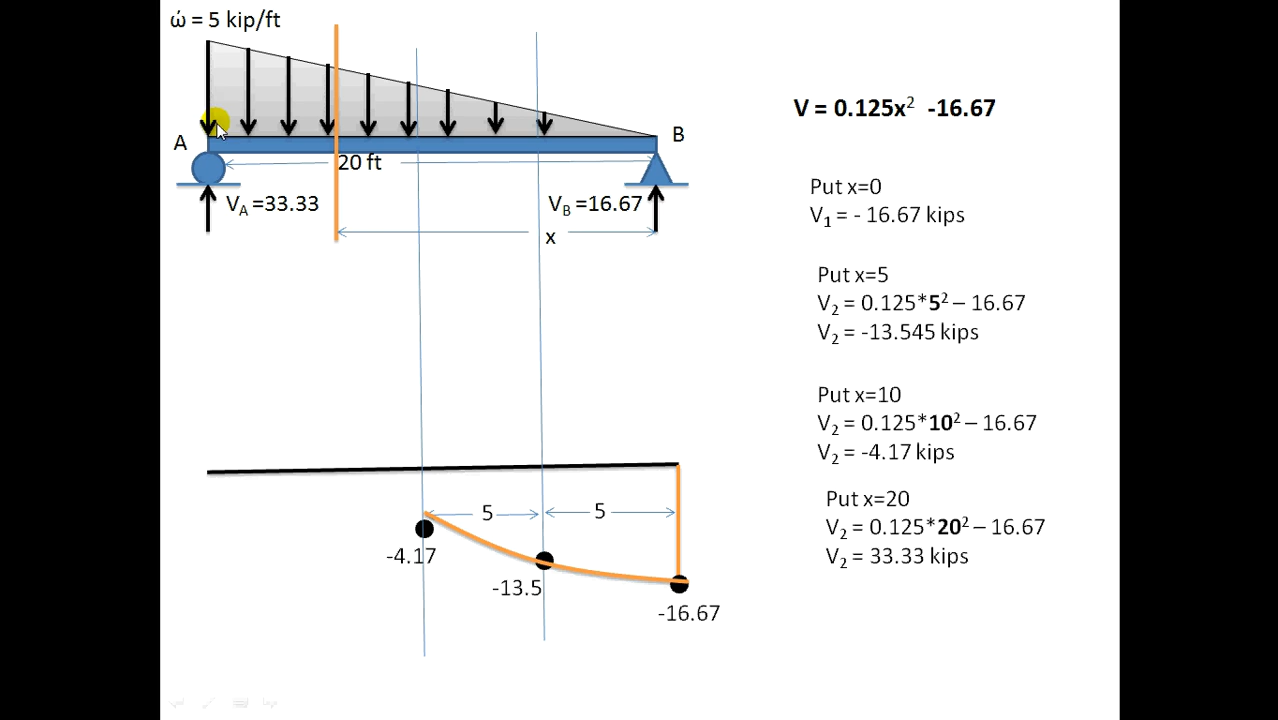 ώ = 5 kip/ft
A
B
20 ft
V_A =33.33
V_B =16.67
x
5
5
-4.17
-13.5
-16.67
V = 0.125x² -16.67
Put x=0
V₁ = - 16.67 kips
Put x=5
V₂ = 0.125*5² – 16.67
V₂ = -13.545 kips
Put x=10
V₂ = 0.125*10² – 16.67
V₂ = -4.17 kips
Put x=20
V₂ = 0.125*20² – 16.67
V₂ = 33.33 kips